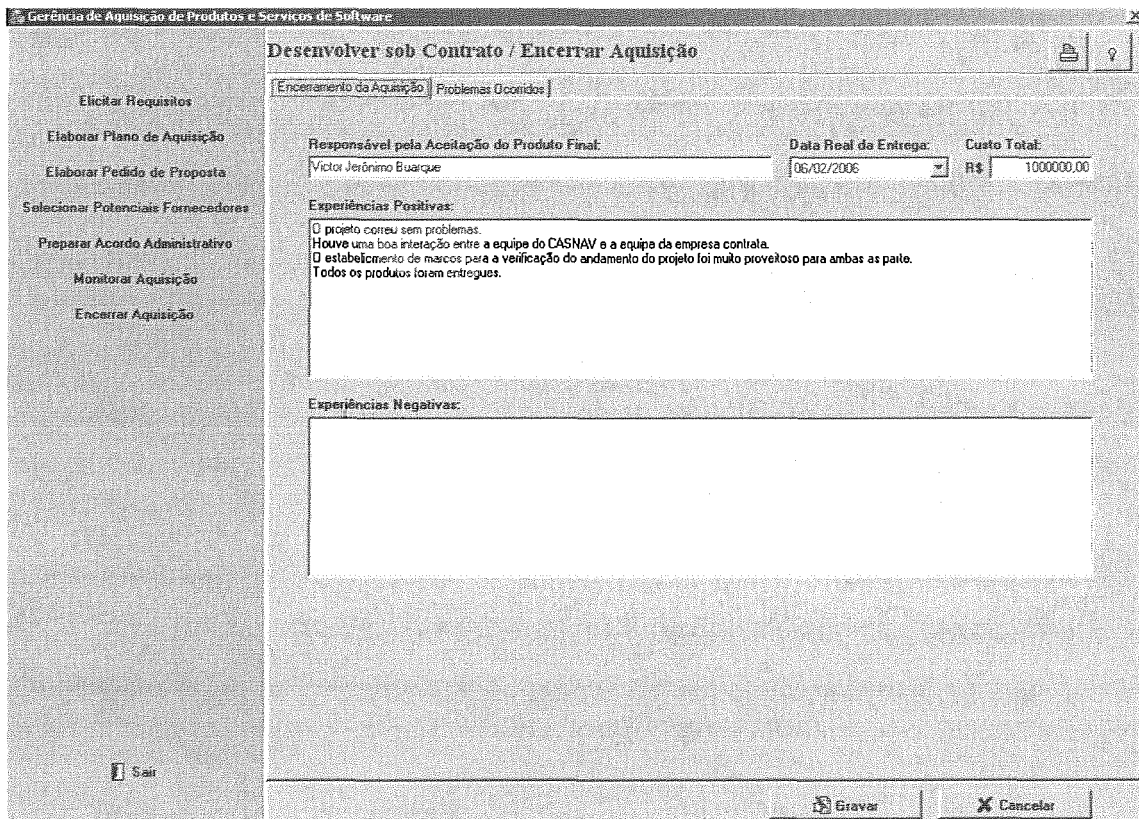 Gerência de Aquisição de Produtos e Serviços de Software
Desenvolver sob Contrato / Encerrar Aquisição
Encerramento da Aquisição Problemas Ocorridos
Elicitar Requisitos
Elaborar Plano de Aquisição
Elaborar Pedido de Proposta
Selecionar Potenciais Fornecedores
Preparar Acordo Administrativo
Monitorar Aquisição
Encerrar Aquisição
Sair
Responsável pela Aceitação do Produto Final: Data Real da Entrega: Custo Total:
Victor Jerônimo Buarque 06/02/2006 R$ 1000000,00
Experiências Positivas:
O projeto correu sem problemas.
Houve uma boa interação entre a equipe do CASNAV e a equipa da empresa contrata.
O estabelicmento de marcos para a verificação do andamento do projeto foi muito proveitoso para ambas as parte.
Todos os produtos foram entregues.
Experiências Negativas:
Gravar Cancelar